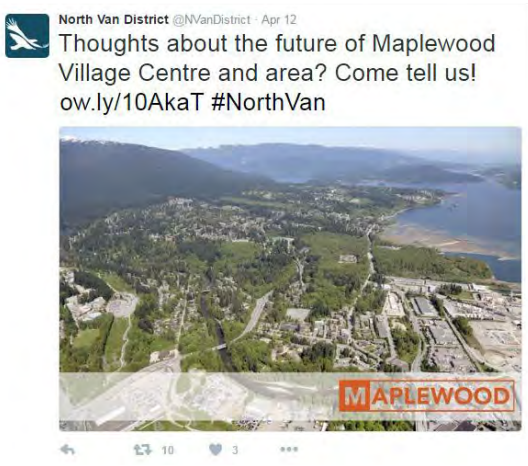 North Van District @NVanDistrict · Apr 12
Thoughts about the future of Maplewood
Village Centre and area? Come tell us!
ow.ly/10AkaT #NorthVan
MAPLEWOOD
10 3